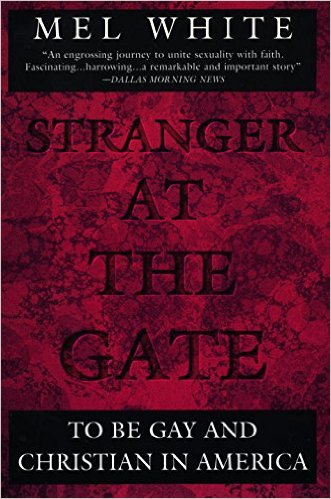 MEL WHITE
"An engrossing journey to unite sexuality with faith.
Fascinating...harrowing...a remarkable and important story"
—DALLAS MORNING NEWS
STRANGER
AT
THE
GATE
TO BE GAY AND
CHRISTIAN IN AMERICA